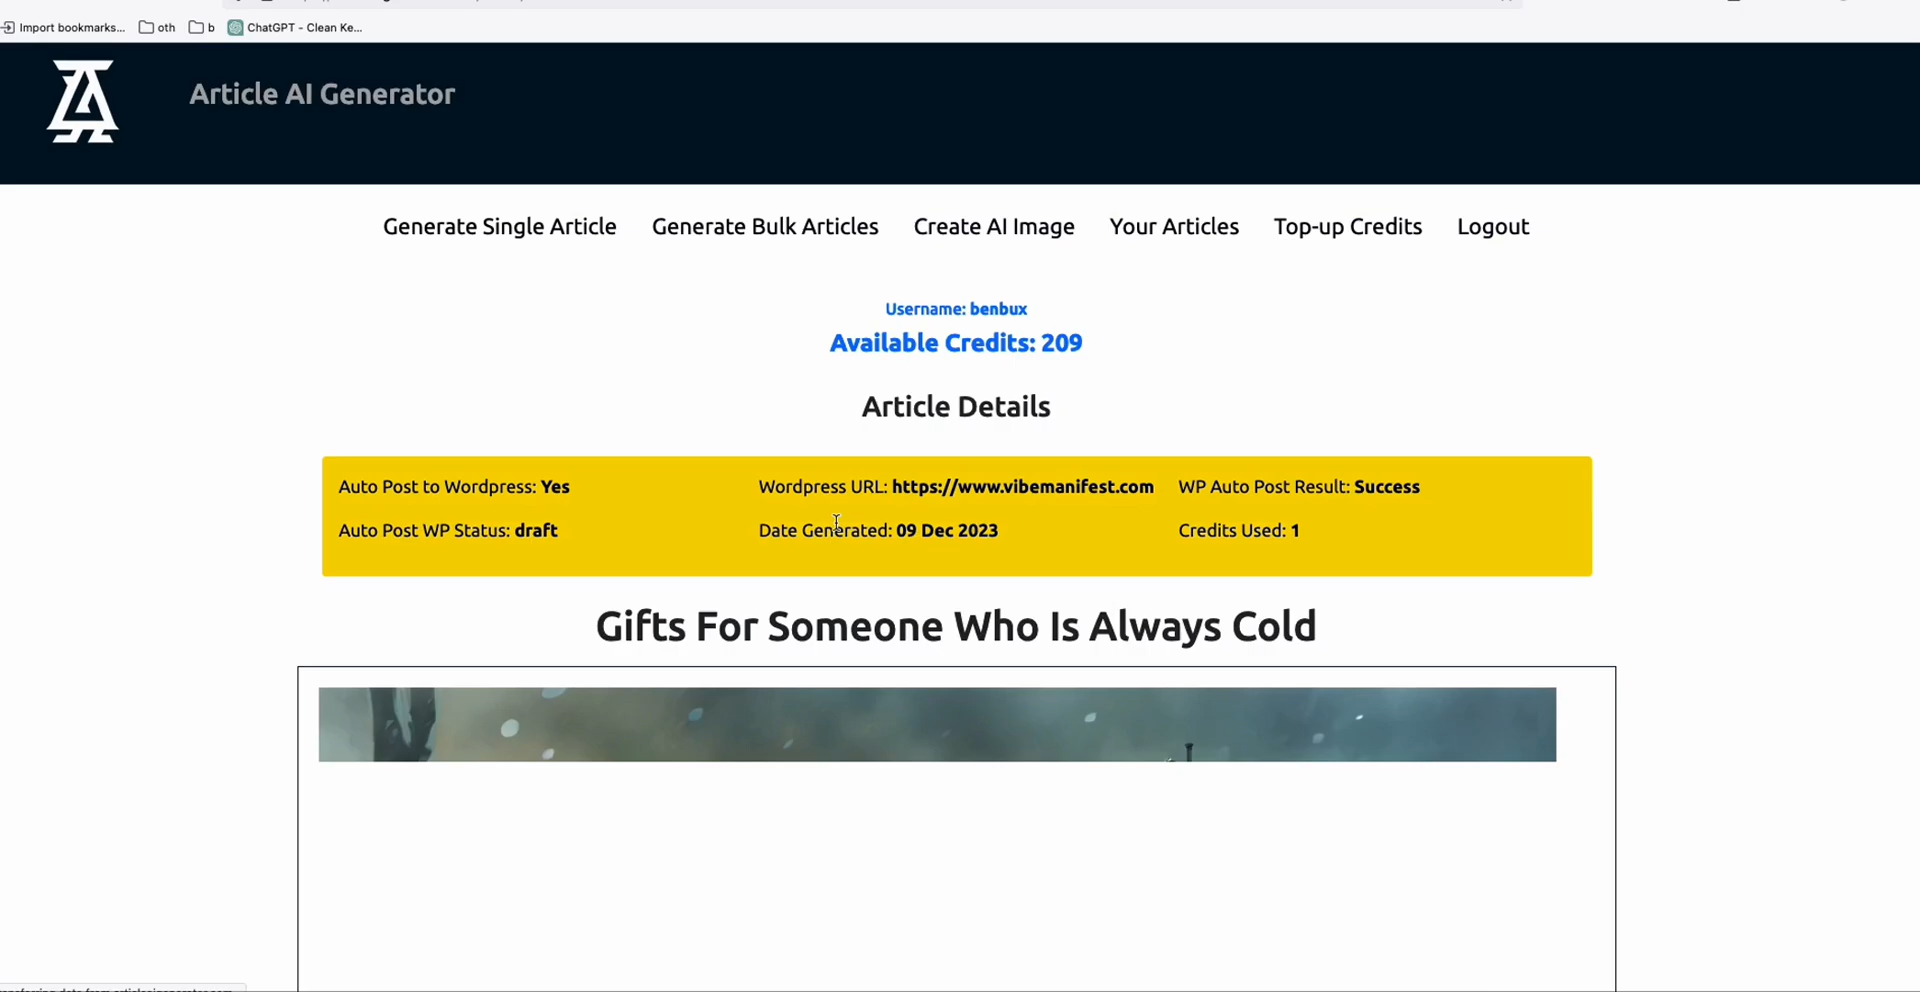 Import bookmarks... oth b ChatGPT - Clean Ke...
Article AI Generator
Generate Single Article Generate Bulk Articles Create AI Image Your Articles Top-up Credits Logout
Username: benbux
Available Credits: 209
Article Details
Auto Post to Wordpress: Yes Wordpress URL: https://www.vibemanifest.com WP Auto Post Result: Success
Auto Post WP Status: draft Date Generated: 09 Dec 2023 Credits Used: 1
Gifts For Someone Who Is Always Cold